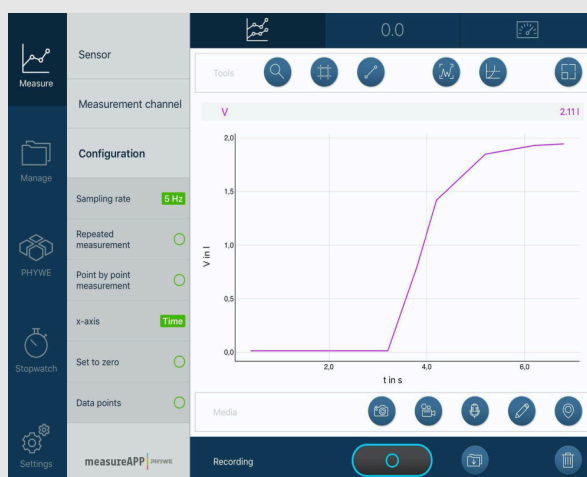 0.0
Measure
Manage
PHYWE
Stopwatch
Settings
Sensor
Measurement channel
Configuration
Sampling rate 5 Hz
Repeated
measurement
Point by point
measurement
x-axis Time
Set to zero
Data points
measureAPP PHYWE
Tools
V 2.11 l
2,0
1,5
1,0
0,5
0,0
V in l
2,0 4,0 6,0
t in s
Media
Recording